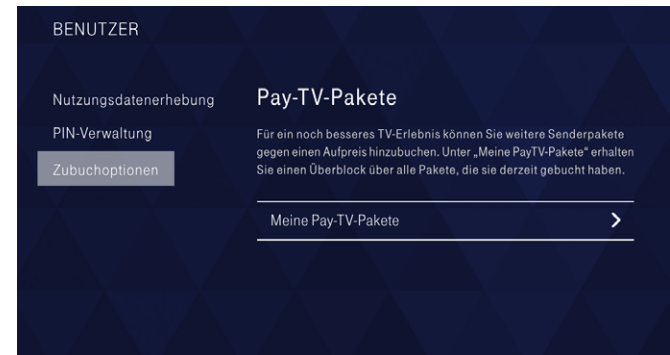 BENUTZER
Nutzungsdatenerhebung
PIN-Verwaltung
Zubuchoptionen
Pay-TV-Pakete
Für ein noch besseres TV-Erlebnis können Sie weitere Senderpakete
gegen einen Aufpreis hinzubuchen. Unter „Meine PayTV-Pakete“ erhalten
Sie einen Überblock über alle Pakete, die sie derzeit gebucht haben.
Meine Pay-TV-Pakete